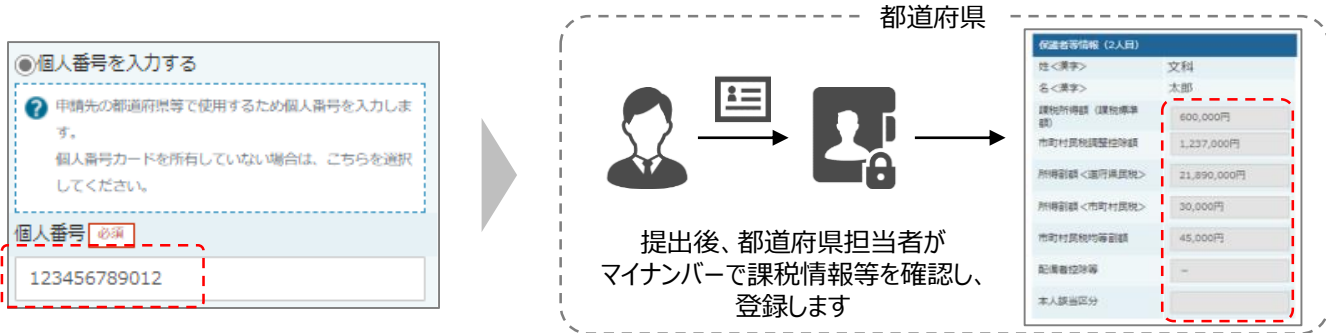 個人番号を入力する
申請先の都道府県等で使用するため個人番号を入力しま
す。
個人番号カードを所有していない場合は、こちらを選択
してください。
個人番号 必須
123456789012
都道府県
提出後、都道府県担当者が
マイナンバーで課税情報等を確認し、
登録します
保護者等情報（2人目）
姓<漢字> 文科
名<漢字> 太郎
課税所得額（課税標準
額） 600,000円
市町村民税調整控除額 1,237,000円
所得割額<道府県民税> 21,890,000円
所得割額<市町村民税> 30,000円
市町村民税均等割額 45,000円
配偶者控除等 －
本人該当区分